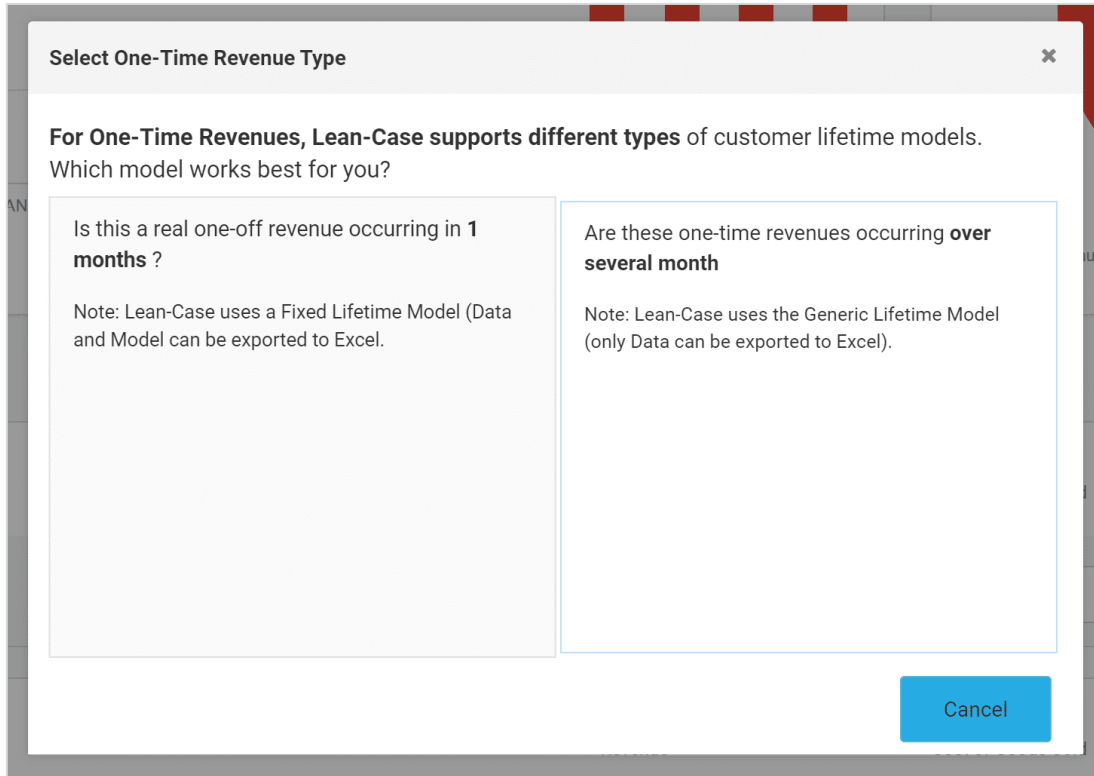 Select One-Time Revenue Type
For One-Time Revenues, Lean-Case supports different types of customer lifetime models.
Which model works best for you?
Is this a real one-off revenue occurring in 1
months ?
Note: Lean-Case uses a Fixed Lifetime Model (Data
and Model can be exported to Excel.
Are these one-time revenues occurring over
several month
Note: Lean-Case uses the Generic Lifetime Model
(only Data can be exported to Excel).
Cancel